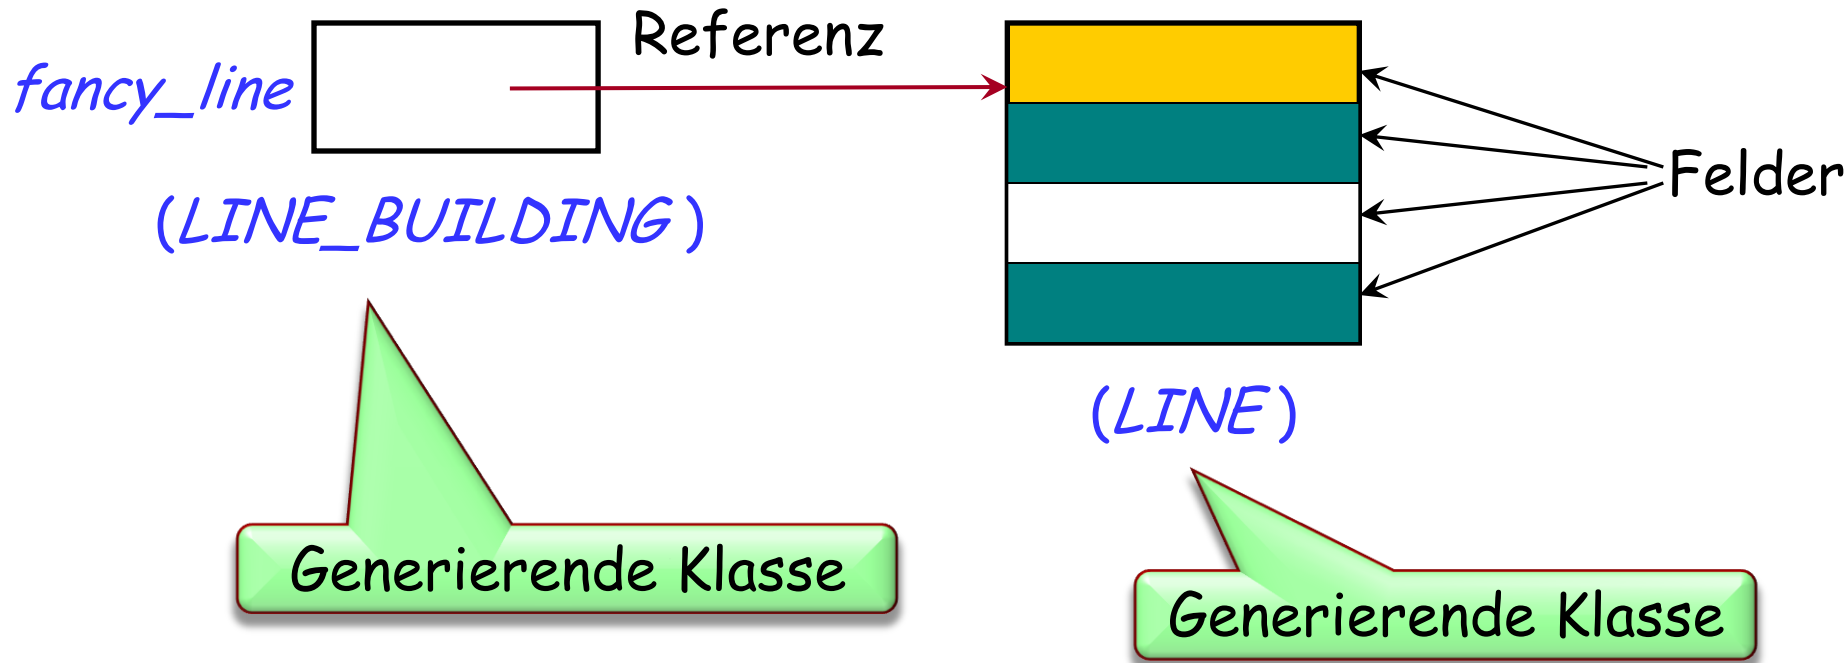 Referenz
fancy_line
Felder
(LINE_BUILDING)
(LINE)
Generierende Klasse
Generierende Klasse